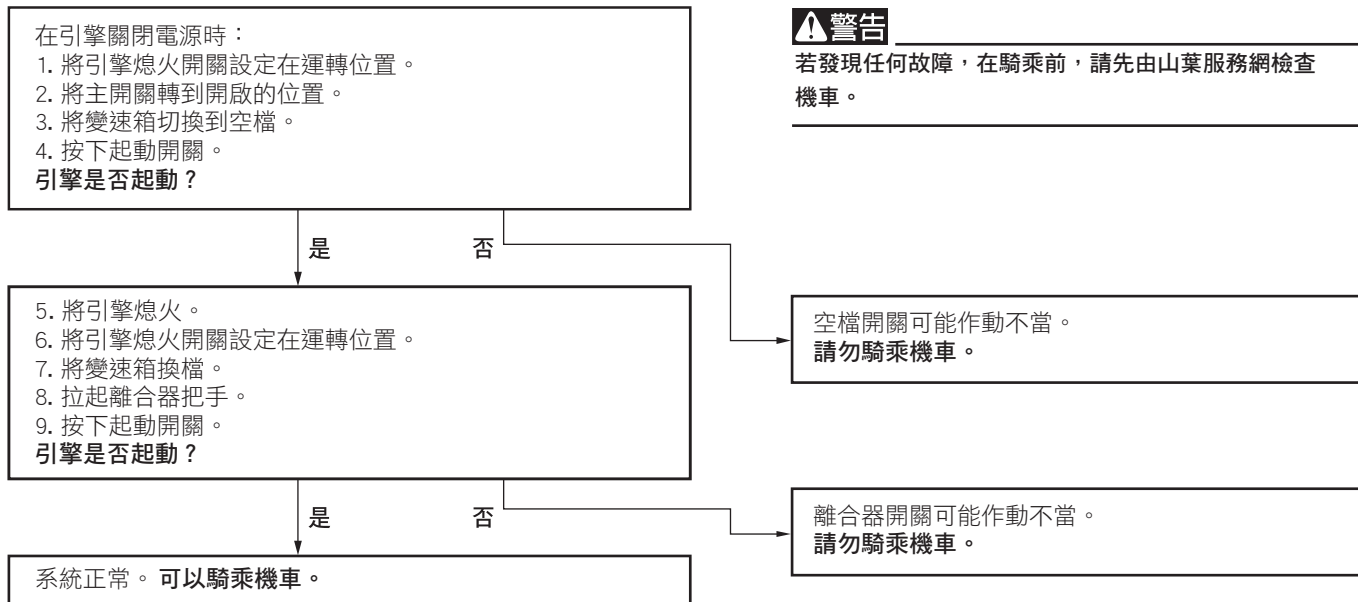 在引擎關閉電源時：
1. 將引擎熄火開關設定在運轉位置。
2. 將主開關轉到開啟的位置。
3. 將變速箱切換到空檔。
4. 按下起動開關。
引擎是否起動？
警告
若發現任何故障，在騎乘前，請先由山葉服務網檢查
機車。
是
否
5. 將引擎熄火。
6. 將引擎熄火開關設定在運轉位置。
7. 將變速箱換檔。
8. 拉起離合器把手。
9. 按下起動開關。
引擎是否起動？
空檔開關可能作動不當。
請勿騎乘機車。
是
否
離合器開關可能作動不當。
請勿騎乘機車。
系統正常。可以騎乘機車。